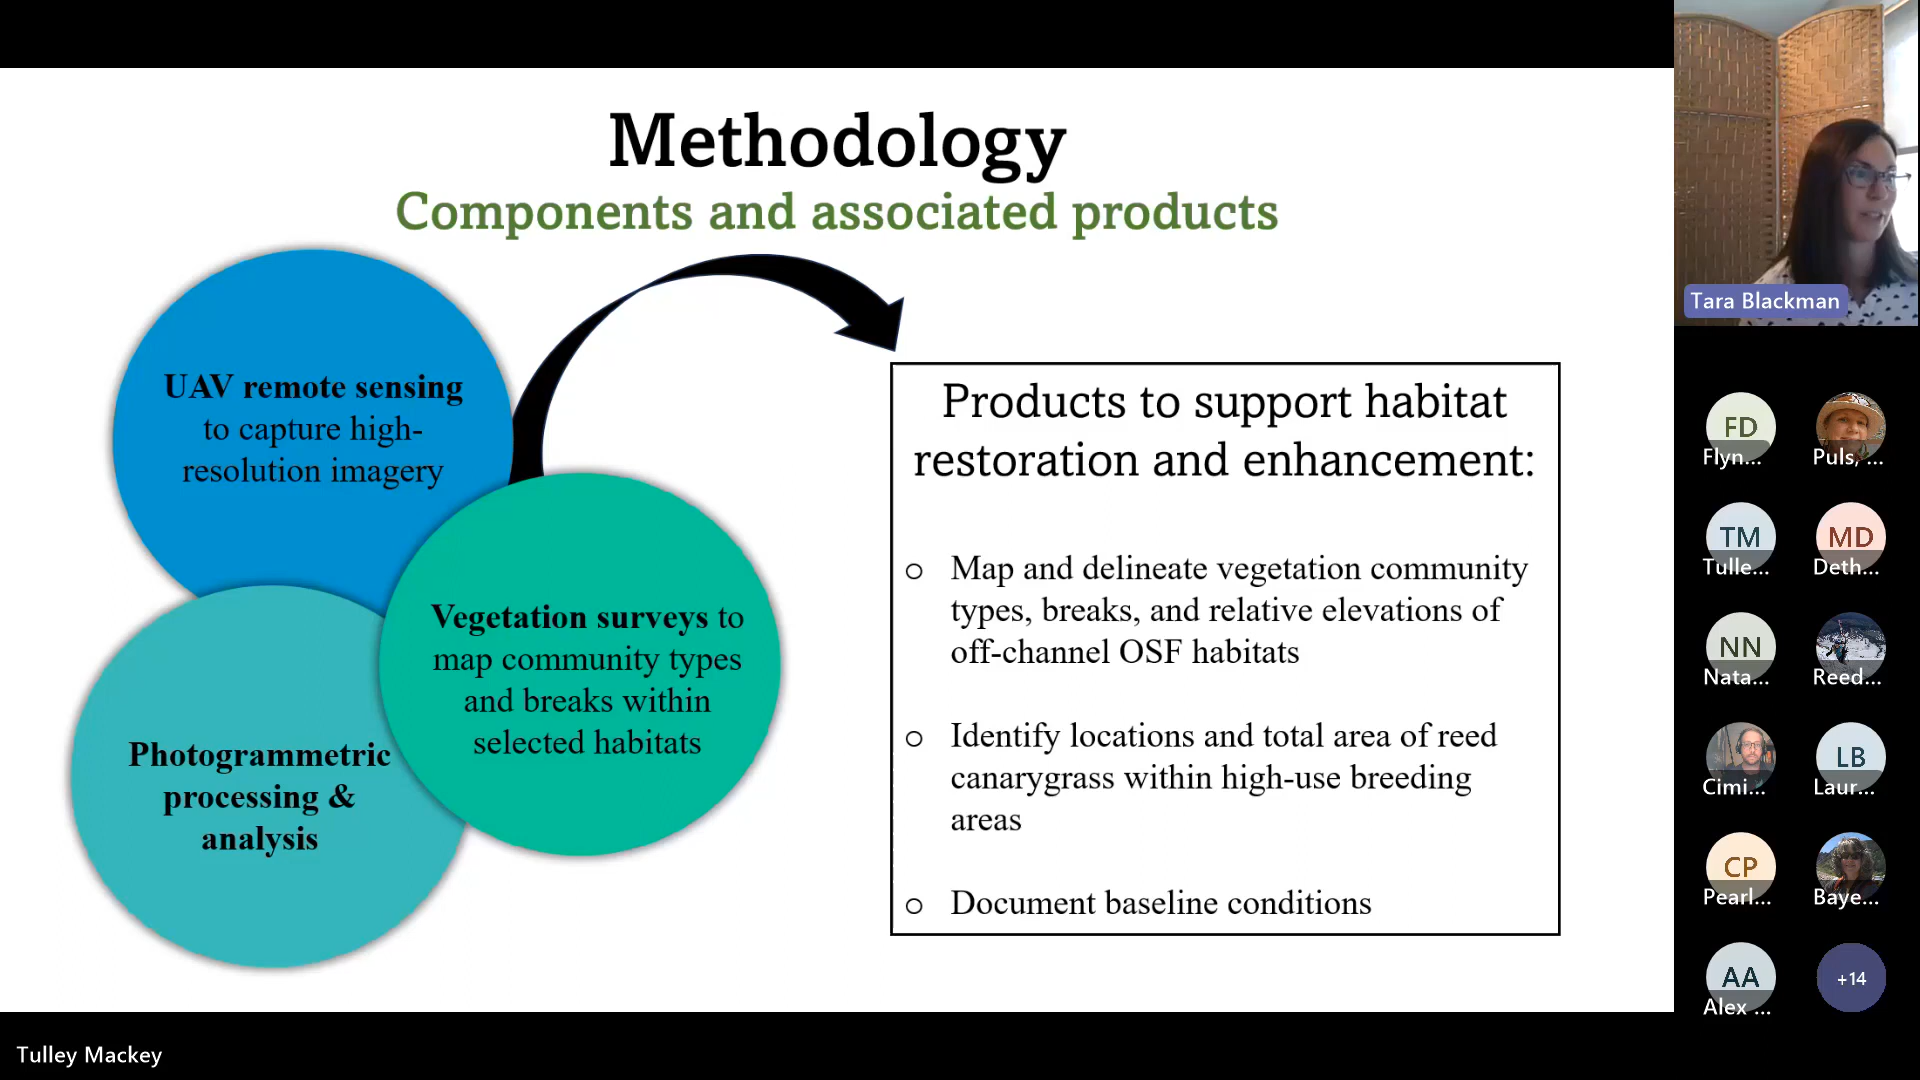 Methodology
Components and associated products
UAV remote sensing
to capture high-
resolution imagery
Vegetation surveys to
map community types
and breaks within
selected habitats
Photogrammetric
processing &
analysis
Products to support habitat
restoration and enhancement:
o Map and delineate vegetation community
types, breaks, and relative elevations of
off-channel OSF habitats
o Identify locations and total area of reed
canarygrass within high-use breeding
areas
o Document baseline conditions
Tara Blackman
FD
Flyn...
Puls, ...
TM
Tulle...
MD
Deth...
NN
Nata...
Reed...
Cimi...
LB
Laur...
CP
Pearl...
Baye...
AA
Alex ...
+14
Tulley Mackey